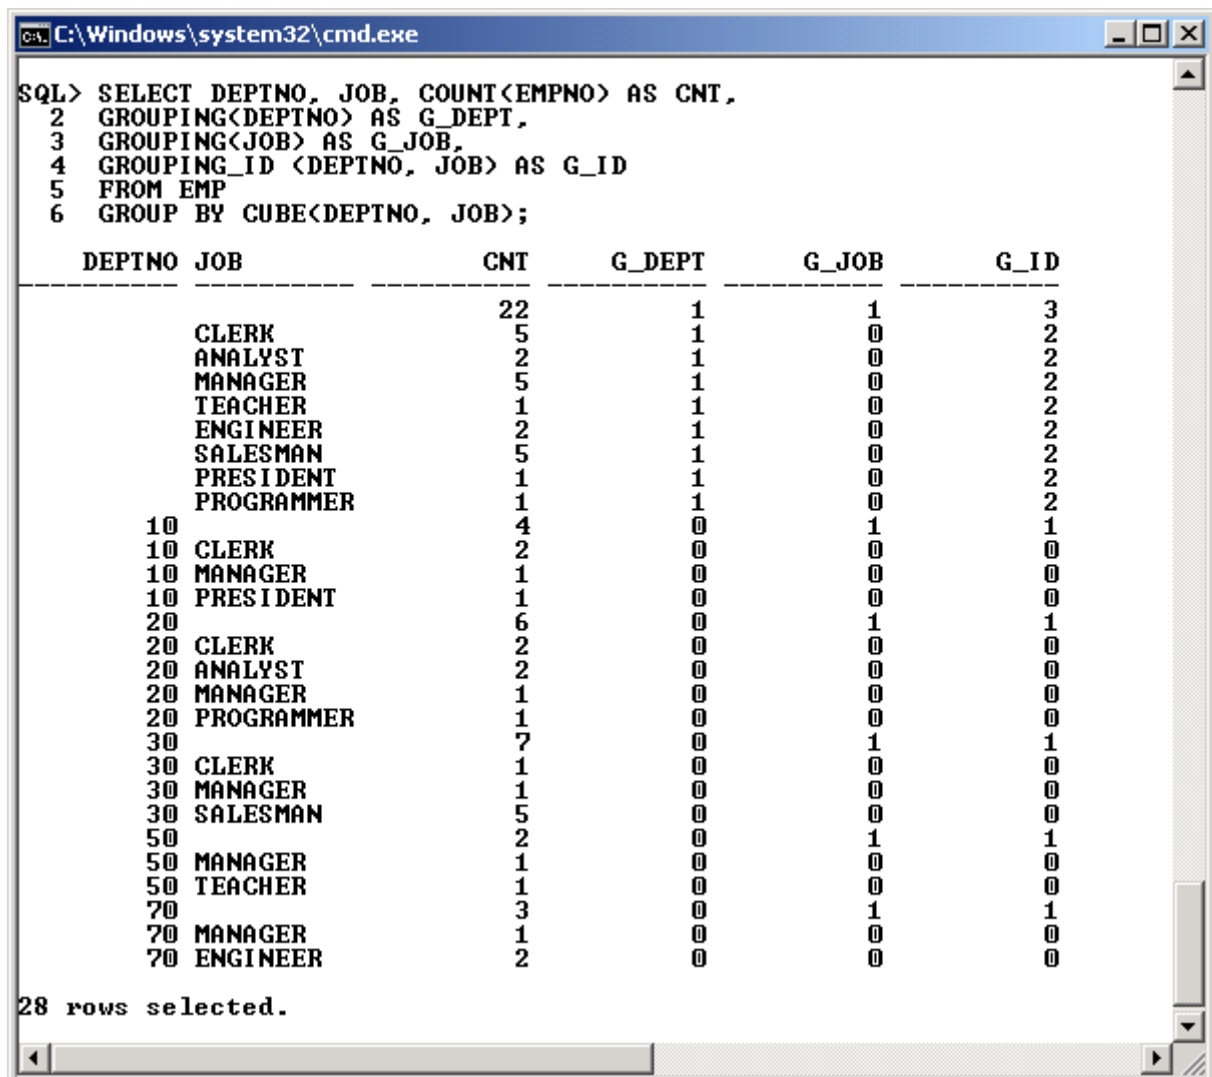 C:\Windows\system32\cmd.exe
SQL> SELECT DEPTNO, JOB, COUNT(EMPNO) AS CNT,
2 GROUPING(DEPTNO) AS G_DEPT,
3 GROUPING(JOB) AS G_JOB,
4 GROUPING_ID (DEPTNO, JOB) AS G_ID
5 FROM EMP
6 GROUP BY CUBE(DEPTNO, JOB);
DEPTNO JOB CNT G_DEPT G_JOB G_ID
---------- ---------- ---------- ---------- ---------- ----------
22 1 1 3
CLERK 5 1 0 2
ANALYST 2 1 0 2
MANAGER 5 1 0 2
TEACHER 1 1 0 2
ENGINEER 2 1 0 2
SALESMAN 5 1 0 2
PRESIDENT 1 1 0 2
PROGRAMMER 1 1 0 2
10 4 0 1 1
10 CLERK 2 0 0 0
10 MANAGER 1 0 0 0
10 PRESIDENT 1 0 0 0
20 6 0 1 1
20 CLERK 2 0 0 0
20 ANALYST 2 0 0 0
20 MANAGER 1 0 0 0
20 PROGRAMMER 1 0 0 0
30 7 0 1 1
30 CLERK 1 0 0 0
30 MANAGER 1 0 0 0
30 SALESMAN 5 0 0 0
50 2 0 1 1
50 MANAGER 1 0 0 0
50 TEACHER 1 0 0 0
70 3 0 1 1
70 MANAGER 1 0 0 0
70 ENGINEER 2 0 0 0
28 rows selected.